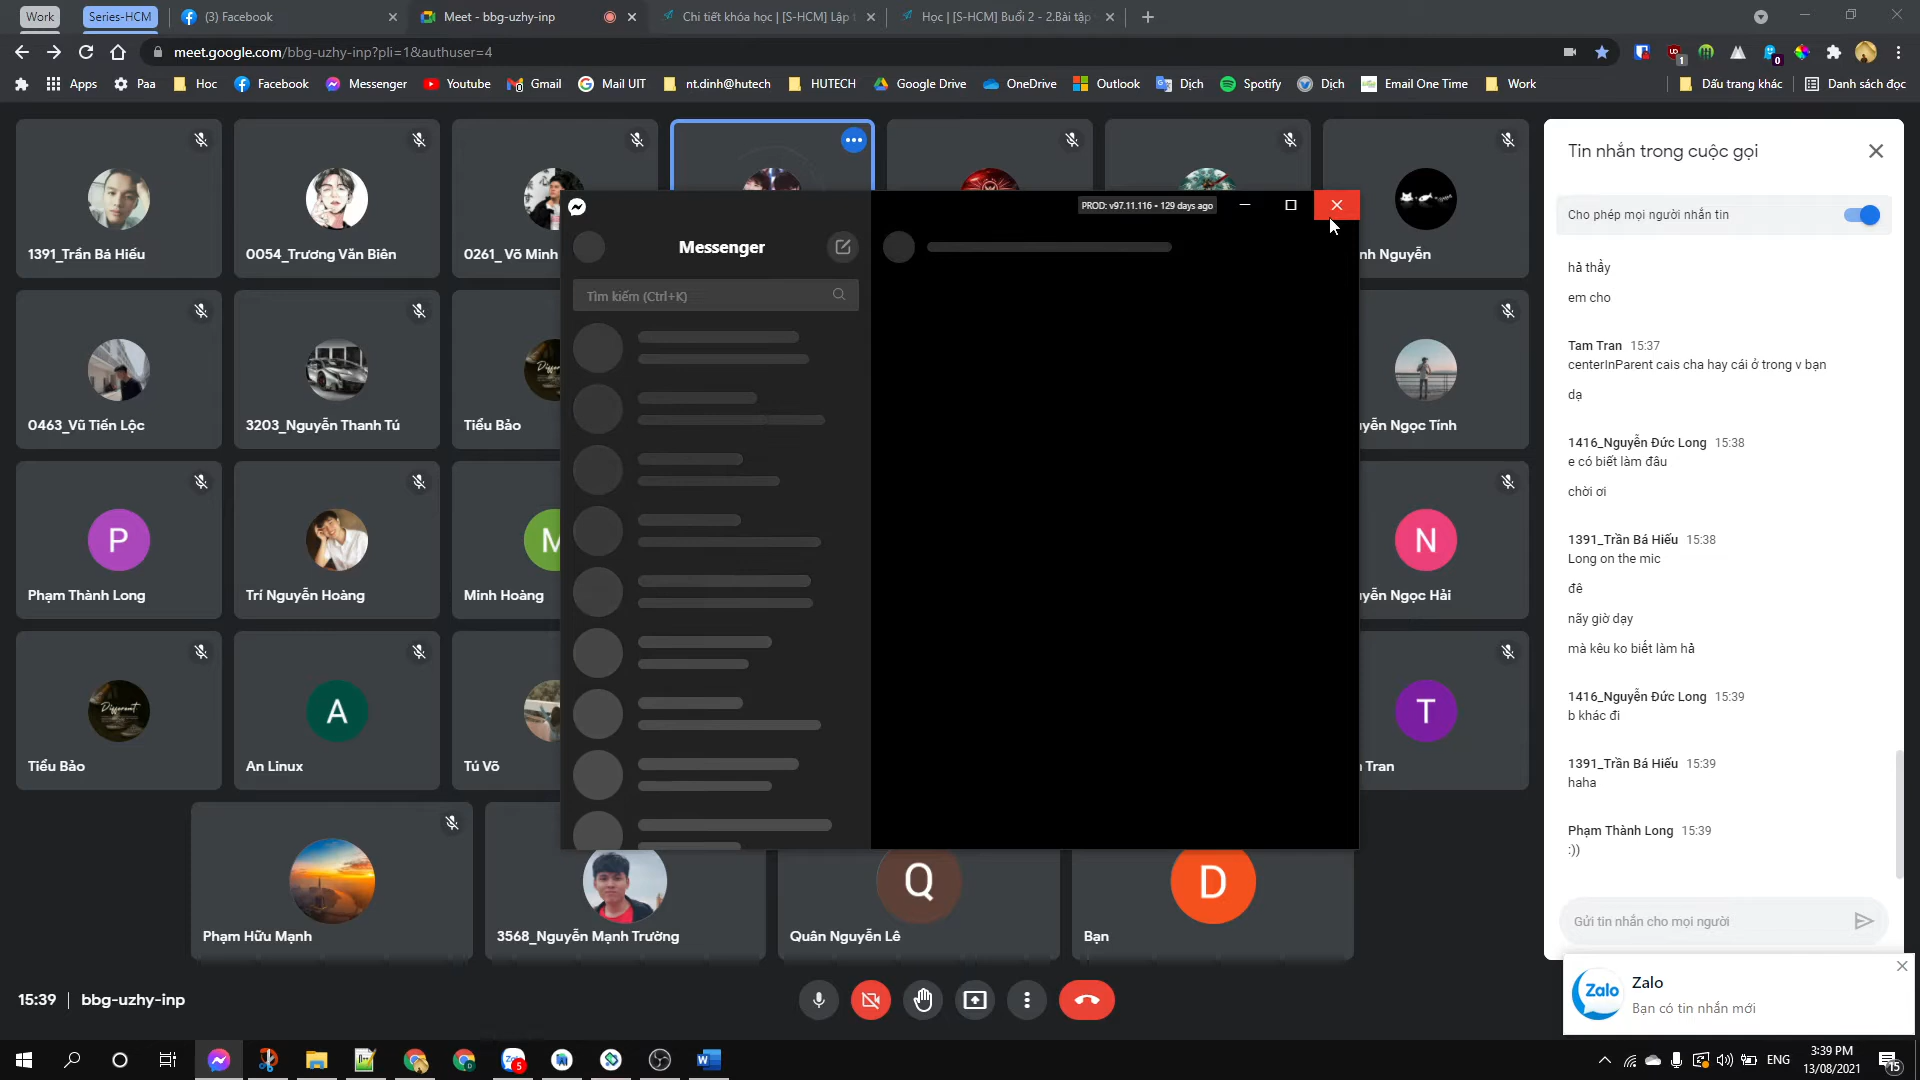 Work
Series-HCM
(3) Facebook
Meet - bbg-uzhy-inp
Chi tiết khóa học | [S-HCM] Lập t
Học | [S-HCM] Buổi 2 - 2.Bài tập
meet.google.com/bbg-uzhy-inp?pli=1&authuser=4
Apps
Paa
Hoc
Facebook
Messenger
Youtube
Gmail
Mail UIT
nt.dinh@hutech
HUTECH
Google Drive
OneDrive
Outlook
Dịch
Spotify
Dịch
Email One Time
Work
Dấu trang khác
Danh sách đọc
1391_Trần Bá Hiếu
0054_Trương Văn Biên
0261_ Võ Minh
nh Nguyễn
0463_Vũ Tiến Lộc
3203_Nguyễn Thanh Tú
Tiểu Bảo
yễn Ngọc Tính
P
Phạm Thành Long
Trí Nguyễn Hoàng
M
Minh Hoàng
N
yễn Ngọc Hải
Different
Tiểu Bảo
A
An Linux
Tú Võ
T
Tran
Phạm Hữu Mạnh
3568_Nguyễn Mạnh Trường
Q
Quân Nguyễn Lê
D
Bạn
PROD: v97.11.116 • 129 days ago
Messenger
Tìm kiếm (Ctrl+K)
Tin nhắn trong cuộc gọi
Cho phép mọi người nhắn tin
hả thầy
em cho
Tam Tran 15:37
centerInParent cais cha hay cái ở trong v bạn
dạ
1416_Nguyễn Đức Long 15:38
e có biết làm đâu
chời ơi
1391_Trần Bá Hiếu 15:38
Long on the mic
đê
nãy giờ dạy
mà kêu ko biết làm hả
1416_Nguyễn Đức Long 15:39
b khác đi
1391_Trần Bá Hiếu 15:39
haha
Phạm Thành Long 15:39
:))
Gửi tin nhắn cho mọi người
Zalo
Zalo
Bạn có tin nhắn mới
15:39 | bbg-uzhy-inp
ENG
3:39 PM
13/08/2021
15